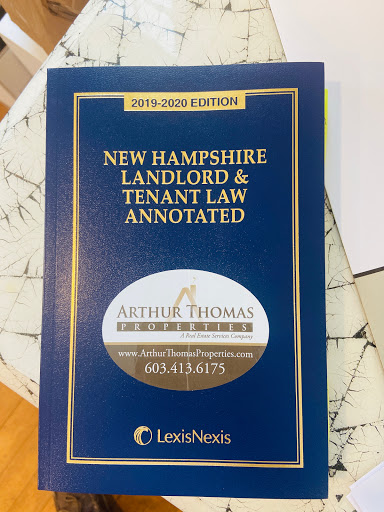 2019-2020 EDITION
NEW HAMPSHIRE
LANDLORD &
TENANT LAW
ANNOTATED
ARTHUR THOMAS
PROPERTIES
A Real Estate Services Company
www.ArthurThomasProperties.com
603.413.6175
LexisNexis